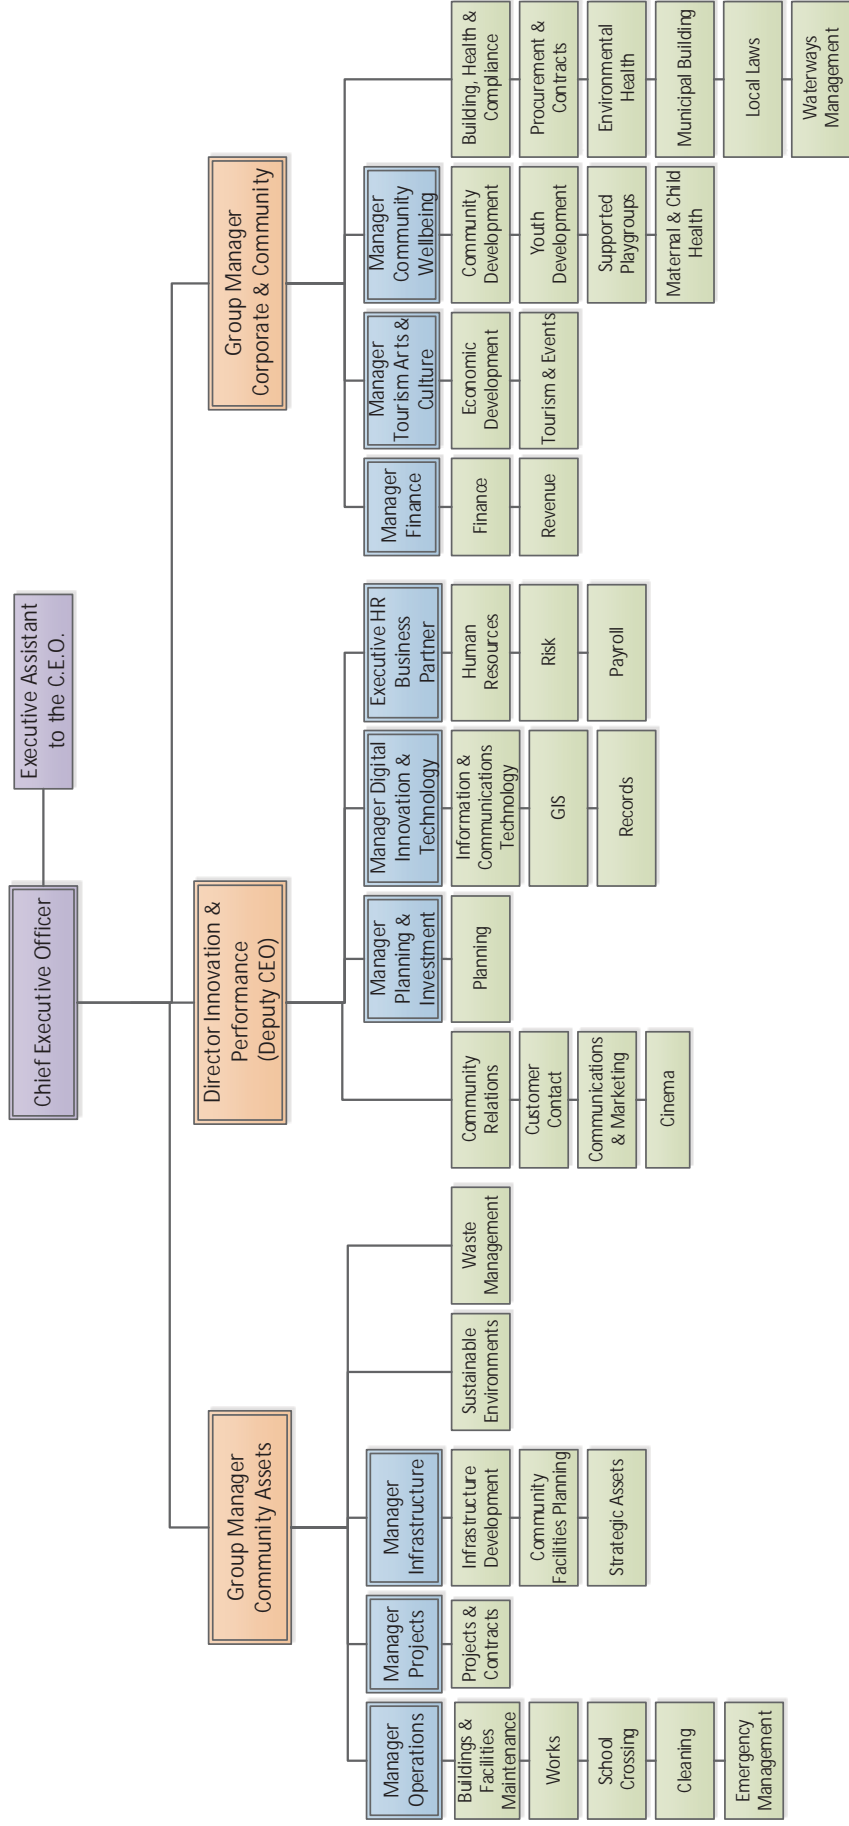 Chief Executive Officer
Executive Assistant
to the C.E.O.
Group Manager
Community Assets
Director Innovation &
Performance
(Deputy CEO)
Group Manager
Corporate & Community
Manager
Operations
Buildings &
Facilities
Maintenance
Works
School
Crossing
Cleaning
Emergency
Management
Manager
Projects
Projects &
Contracts
Manager
Infrastructure
Infrastructure
Development
Community
Facilities Planning
Strategic Assets
Sustainable
Environments
Waste
Management
Community
Relations
Customer
Contact
Communications
& Marketing
Cinema
Manager
Planning &
Investment
Planning
Manager Digital
Innovation &
Technology
Information &
Communications
Technology
GIS
Records
Executive HR
Business
Partner
Human
Resources
Risk
Payroll
Manager
Finance
Finance
Revenue
Manager
Tourism Arts &
Culture
Economic
Development
Tourism & Events
Manager
Community
Wellbeing
Community
Development
Youth
Development
Supported
Playgroups
Maternal & Child
Health
Building, Health &
Compliance
Procurement &
Contracts
Environmental
Health
Municipal Building
Local Laws
Waterways
Management